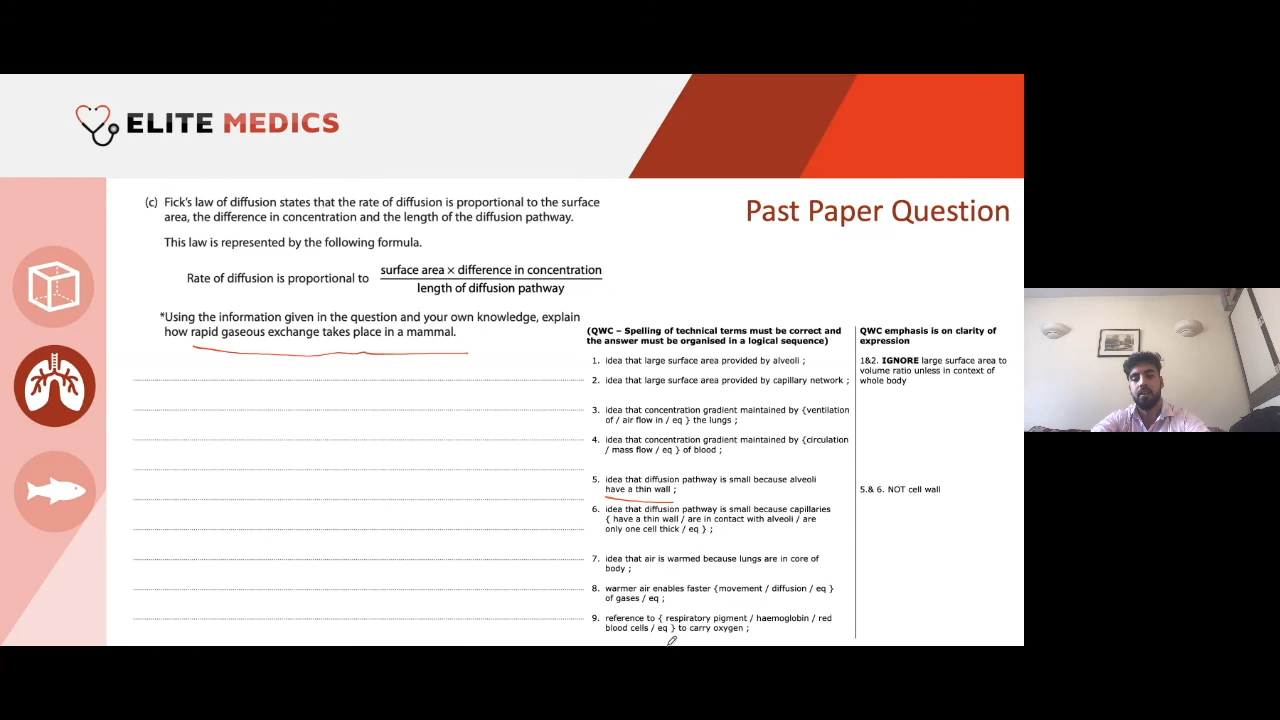 ELITE MEDICS
Past Paper Question
(c) Fick's law of diffusion states that the rate of diffusion is proportional to the surface
area, the difference in concentration and the length of the diffusion pathway.
This law is represented by the following formula.
Rate of diffusion is proportional to
surface area × difference in concentration
length of diffusion pathway
*Using the information given in the question and your own knowledge, explain
how rapid gaseous exchange takes place in a mammal.
(QWC – Spelling of technical terms must be correct and
the answer must be organised in a logical sequence)
1. idea that large surface area provided by alveoli ;
2. idea that large surface area provided by capillary network ;
3. idea that concentration gradient maintained by {ventilation
of / air flow in / eq } the lungs ;
4. idea that concentration gradient maintained by {circulation
/ mass flow / eq } of blood ;
5. idea that diffusion pathway is small because alveoli
have a thin wall ;
6. idea that diffusion pathway is small because capillaries
{ have a thin wall / are in contact with alveoli / are
only one cell thick / eq } ;
7. idea that air is warmed because lungs are in core of
body ;
8. warmer air enables faster {movement / diffusion / eq }
of gases / eq ;
9. reference to { respiratory pigment / haemoglobin / red
blood cells / eq } to carry oxygen ;
QWC emphasis is on clarity of
expression
1&2. IGNORE large surface area to
volume ratio unless in context of
whole body
5.& 6. NOT cell wall